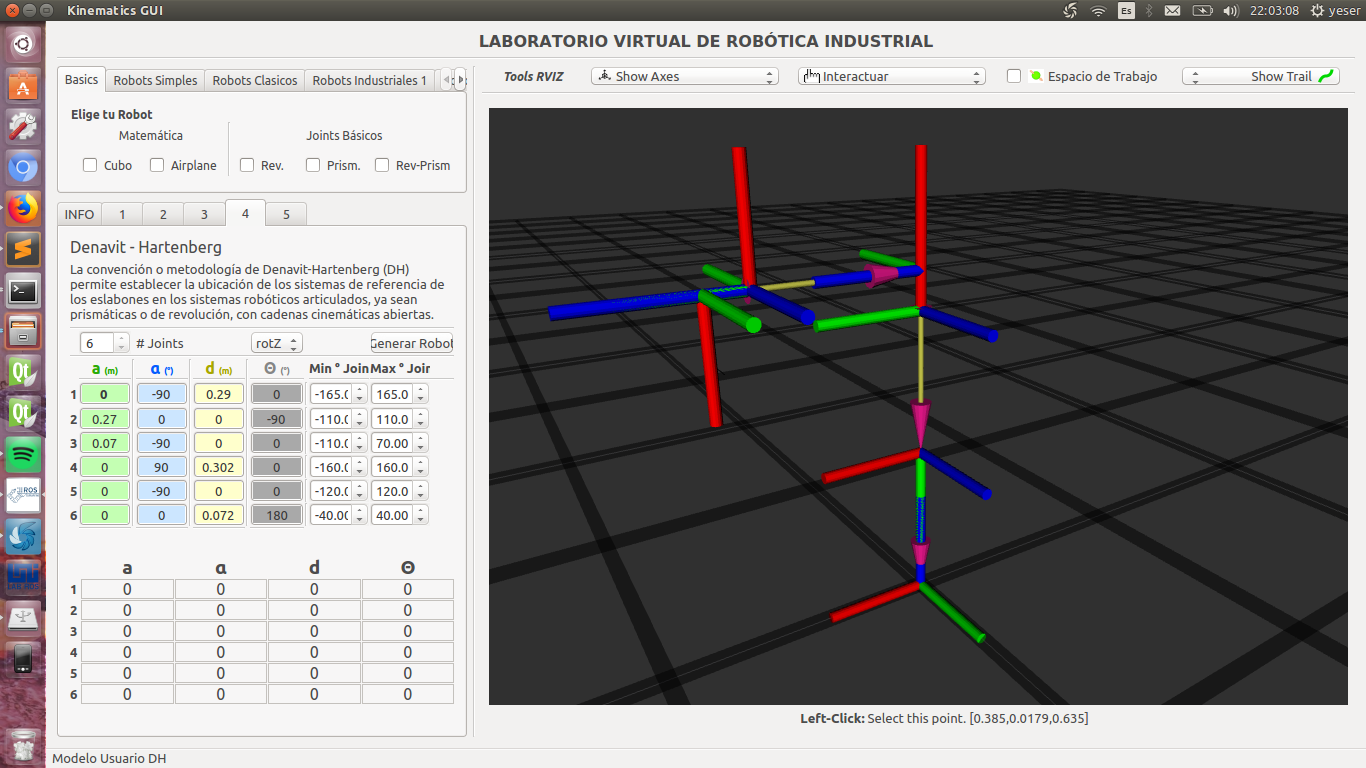 Kinematics GUI
Es
22:03:08
yeser
LABORATORIO VIRTUAL DE ROBÓTICA INDUSTRIAL
Basics
Robots Simples
Robots Clasicos
Robots Industriales 1
Tools RVIZ
Show Axes
Interactuar
Espacio de Trabajo
Show Trail
Elige tu Robot
Matemática
Joints Básicos
Cubo
Airplane
Rev.
Prism.
Rev-Prism
INFO 1 2 3 4 5
Denavit - Hartenberg
La convención o metodología de Denavit-Hartenberg (DH)
permite establecer la ubicación de los sistemas de referencia de
los eslabones en los sistemas robóticos articulados, ya sean
prismáticas o de revolución, con cadenas cinemáticas abiertas.
6 # Joints rotZ Generar Robot
a (m) α (°) d (m) Θ (°) Min ° Join Max ° Join
1 0 -90 0.29 0 -165.0 165.0
2 0.27 0 0 -90 -110.0 110.0
3 0.07 -90 0 0 -110.0 70.00
4 0 90 0.302 0 -160.0 160.0
5 0 -90 0 0 -120.0 120.0
6 0 0 0.072 180 -40.00 40.00
a α d Θ
1 0 0 0 0
2 0 0 0 0
3 0 0 0 0
4 0 0 0 0
5 0 0 0 0
6 0 0 0 0
Left-Click: Select this point. [0.385,0.0179,0.635]
Modelo Usuario DH